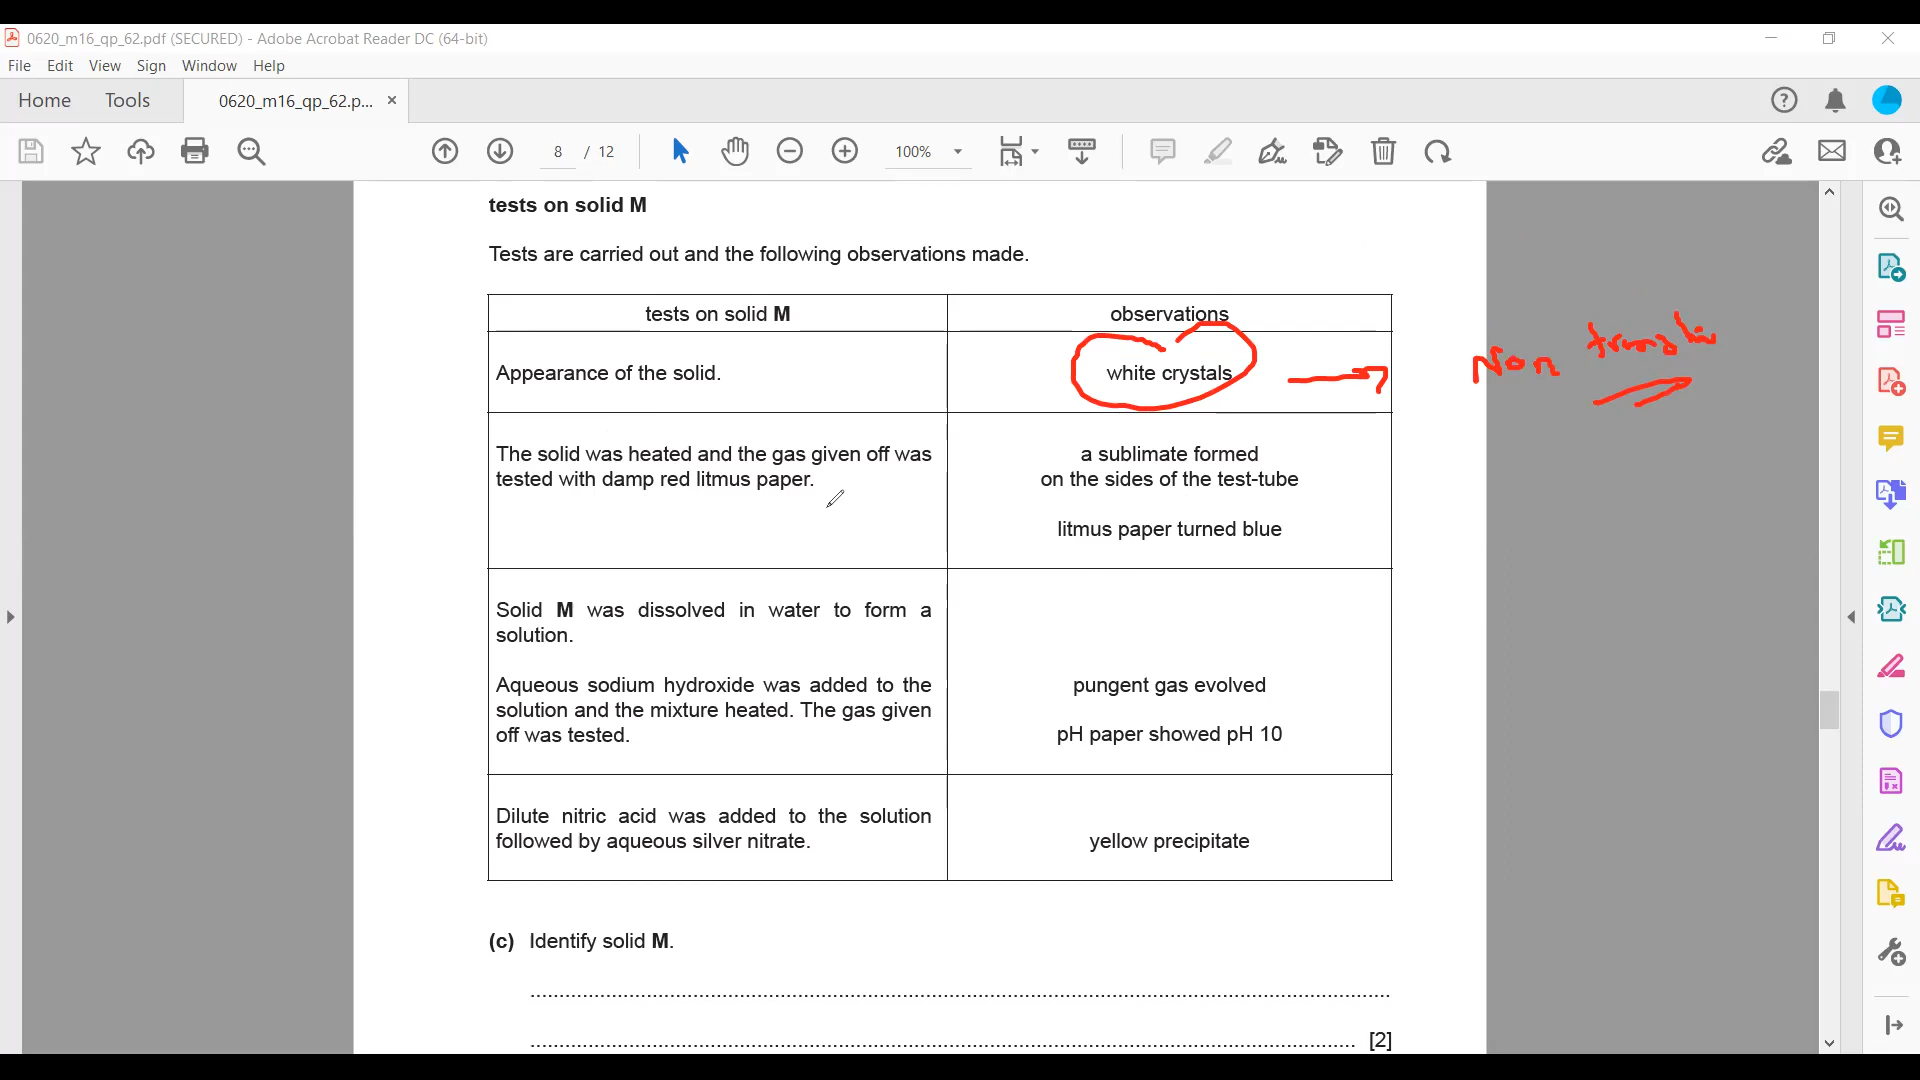 0620_m16_qp_62.pdf (SECURED) - Adobe Acrobat Reader DC (64-bit)
File Edit View Sign Window Help
Home Tools 0620_m16_qp_62.p... ×
8 / 12 100%
tests on solid M
Tests are carried out and the following observations made.
tests on solid M observations
Appearance of the solid. white crystals
Non
The solid was heated and the gas given off was
tested with damp red litmus paper.
a sublimate formed
on the sides of the test-tube
litmus paper turned blue
Solid M was dissolved in water to form a
solution.
Aqueous sodium hydroxide was added to the
solution and the mixture heated. The gas given
off was tested.
pungent gas evolved
pH paper showed pH 10
Dilute nitric acid was added to the solution
followed by aqueous silver nitrate.
yellow precipitate
(c) Identify solid M.
[2]